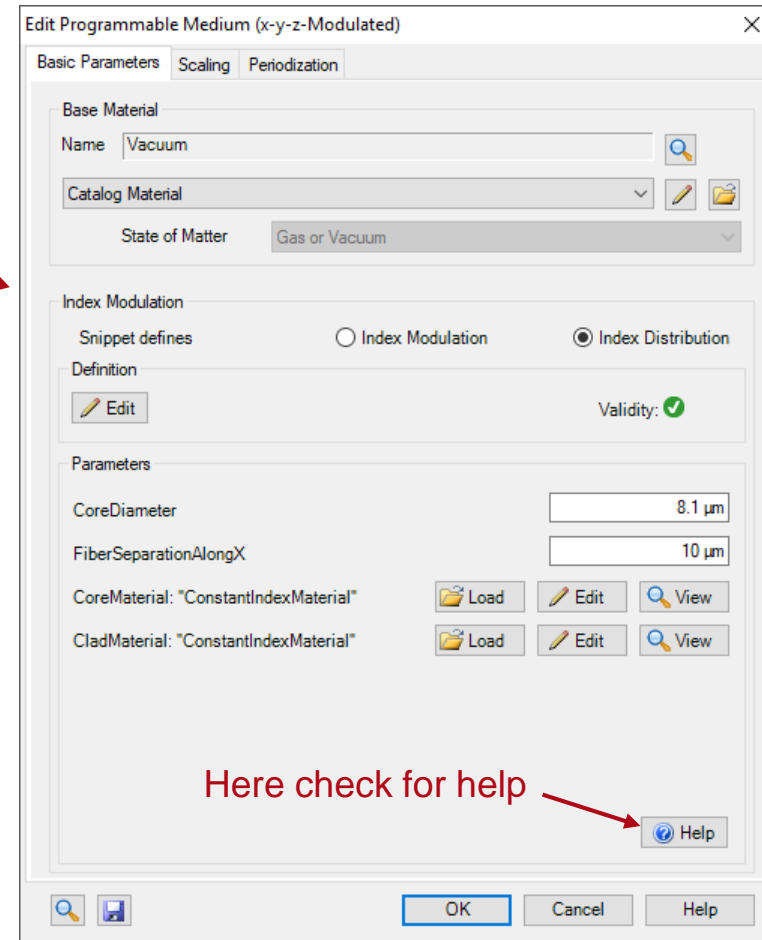 Edit Programmable Medium (x-y-z-Modulated)
Basic Parameters Scaling Periodization
Base Material
Name Vacuum
Catalog Material
State of Matter Gas or Vacuum
Index Modulation
Snippet defines Index Modulation Index Distribution
Definition
Edit Validity:
Parameters
CoreDiameter 8.1 µm
FiberSeparationAlongX 10 µm
CoreMaterial: "ConstantIndexMaterial" Load Edit View
CladMaterial: "ConstantIndexMaterial" Load Edit View
Here check for help
Help
OK Cancel Help